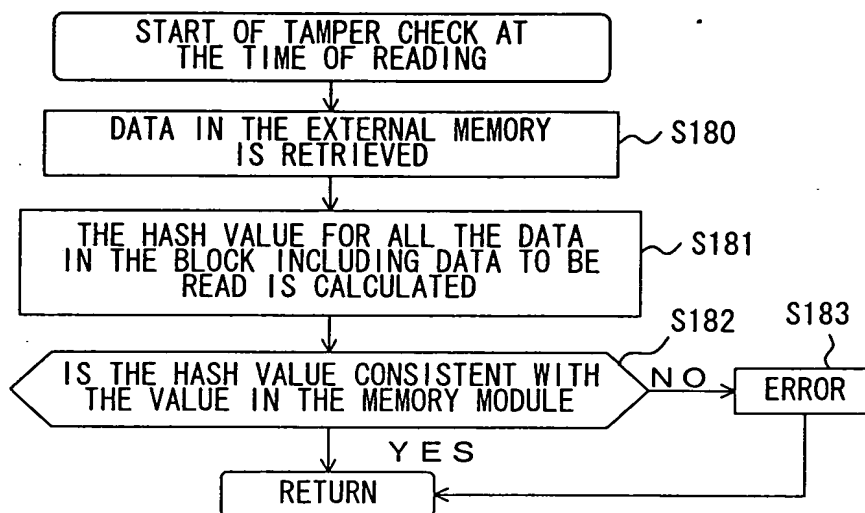 START OF TAMPER CHECK AT
THE TIME OF READING
DATA IN THE EXTERNAL MEMORY
IS RETRIEVED
S180
THE HASH VALUE FOR ALL THE DATA
IN THE BLOCK INCLUDING DATA TO BE
READ IS CALCULATED
S181
IS THE HASH VALUE CONSISTENT WITH
THE VALUE IN THE MEMORY MODULE
S182
NO
S183
ERROR
YES
RETURN